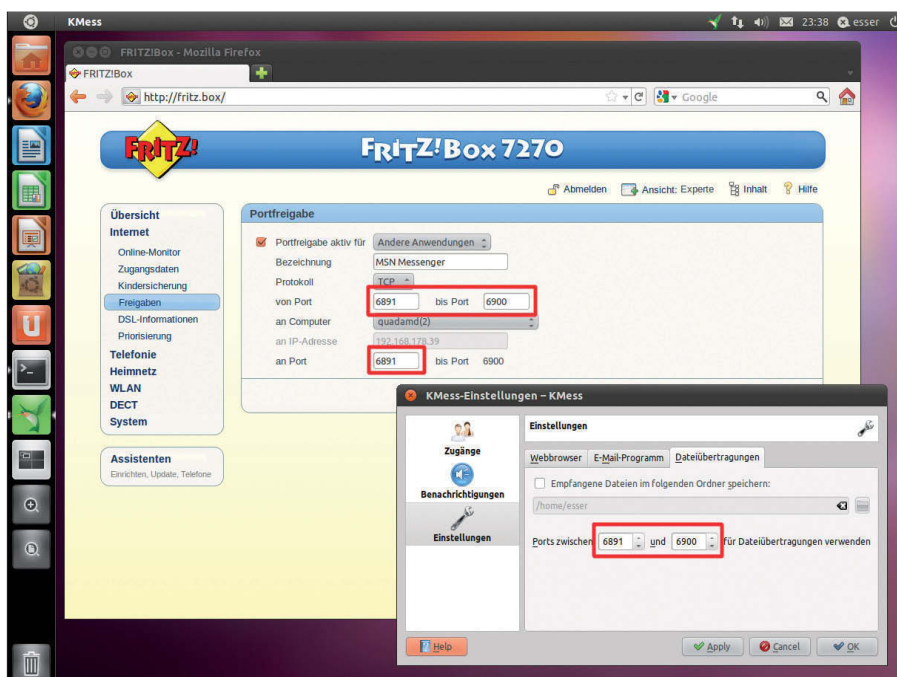 KMess
23:38 esser
FRITZ!Box - Mozilla Firefox
FRITZ!Box
http://fritz.box/
Google
FRITZ!
FRITZ!Box 7270
Abmelden Ansicht: Experte Inhalt Hilfe
Übersicht
Internet
Online-Monitor
Zugangsdaten
Kindersicherung
Freigaben
DSL-Informationen
Priorisierung
Telefonie
Heimnetz
WLAN
DECT
System
Assistenten
Einrichten, Update, Telefone
Portfreigabe
Portfreigabe aktiv für Andere Anwendungen
Bezeichnung MSN Messenger
Protokoll TCP
von Port 6891 bis Port 6900
an Computer quadamd(2)
an IP-Adresse 192.168.178.39
an Port 6891 bis Port 6900
KMess-Einstellungen – KMess
Zugänge
Benachrichtigungen
Einstellungen
Einstellungen
Webbrowser E-Mail-Programm Dateiübertragungen
Empfangene Dateien im folgenden Ordner speichern:
/home/esser
Ports zwischen 6891 und 6900 für Dateiübertragungen verwenden
Help Apply Cancel OK